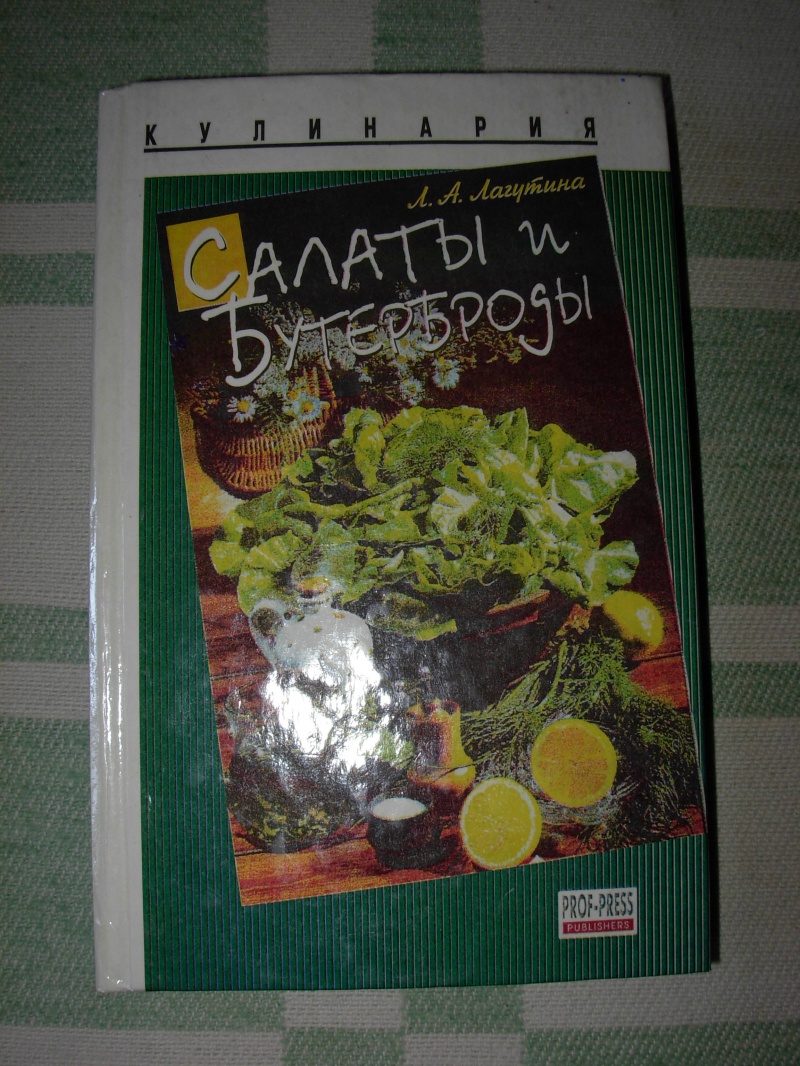 КУЛИНАРИЯ
Л. А. Лагутина
САЛАТЫ и
БУТЕРБРОДЫ
PROF-PRESS
PUBLISHERS